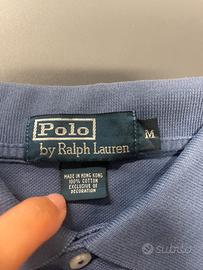 Polo
by Ralph Lauren
M
MADE IN HONG KONG
100% COTTON
EXCLUSIVE OF
DECORATION
subito